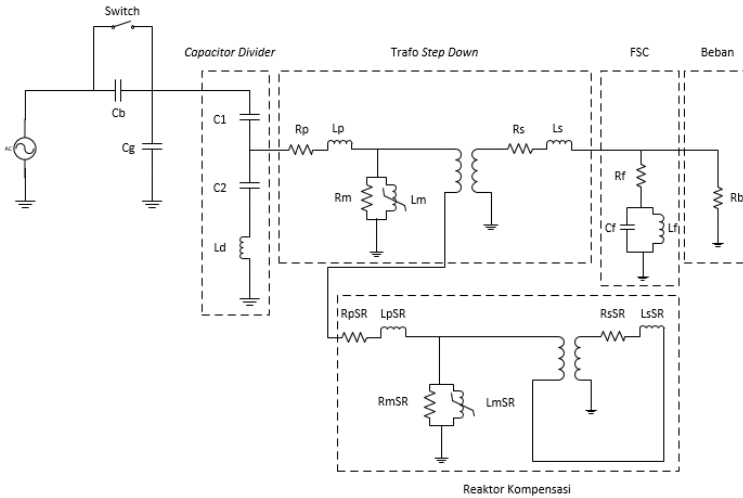 Switch
Capacitor Divider
Trafo Step Down
FSC
Beban
AC
Cb
Cg
C1
C2
Ld
Rp
Lp
Rm
Lm
Rs
Ls
Rf
Cf
Lf
Rb
RpSR
LpSR
RmSR
LmSR
RsSR
LsSR
Reaktor Kompensasi